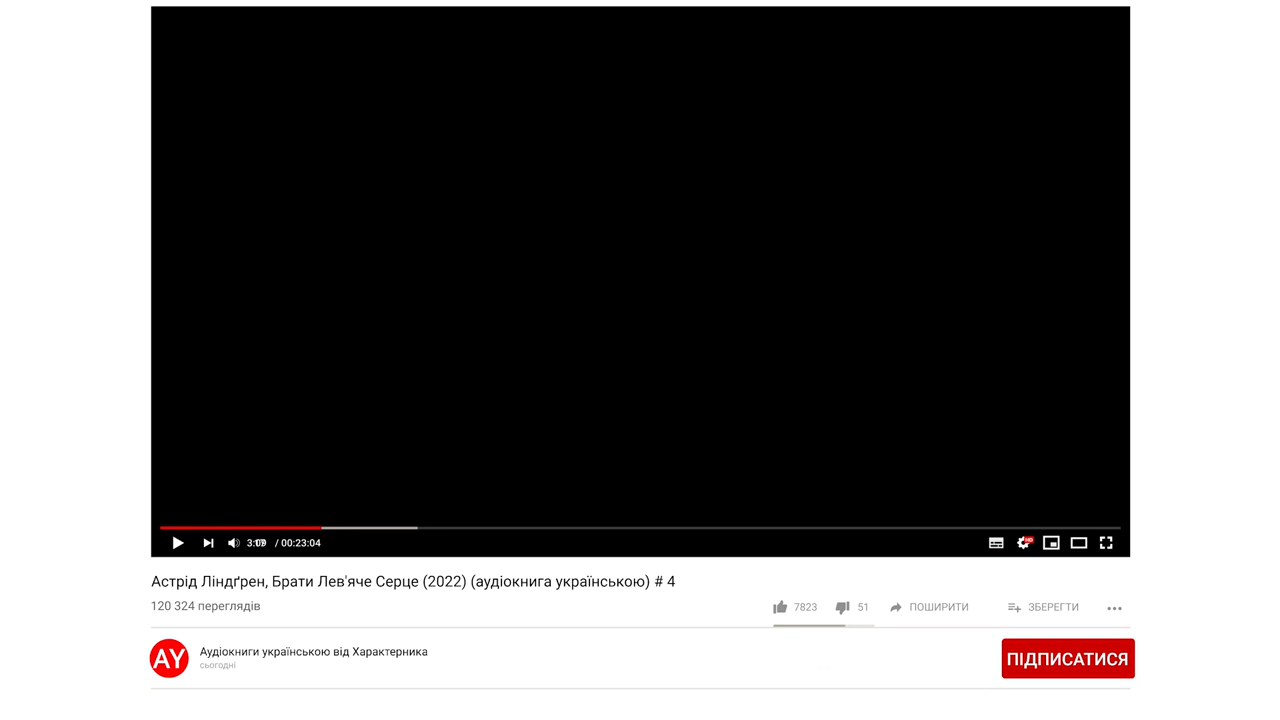 / 00:23:04
Астрід Ліндґрен, Брати Лев'яче Серце (2022) (аудіокнига українською) # 4
120 324 переглядів
7823 51 ПОШИРИТИ ЗБЕРЕГТИ
АУ Аудіокниги українською від Характерника
сьогодні
ПІДПИСАТИСЯ